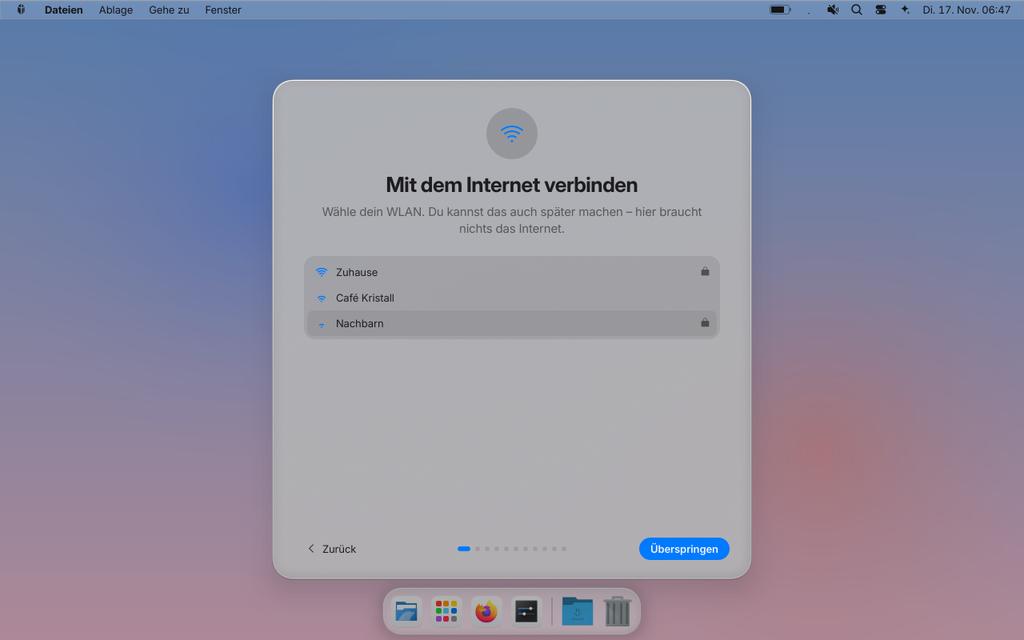 Dateien Ablage Gehe zu Fenster Di. 17. Nov. 06:47
Mit dem Internet verbinden
Wähle dein WLAN. Du kannst das auch später machen – hier braucht
nichts das Internet.
Zuhause
Café Kristall
Nachbarn
Zurück Überspringen